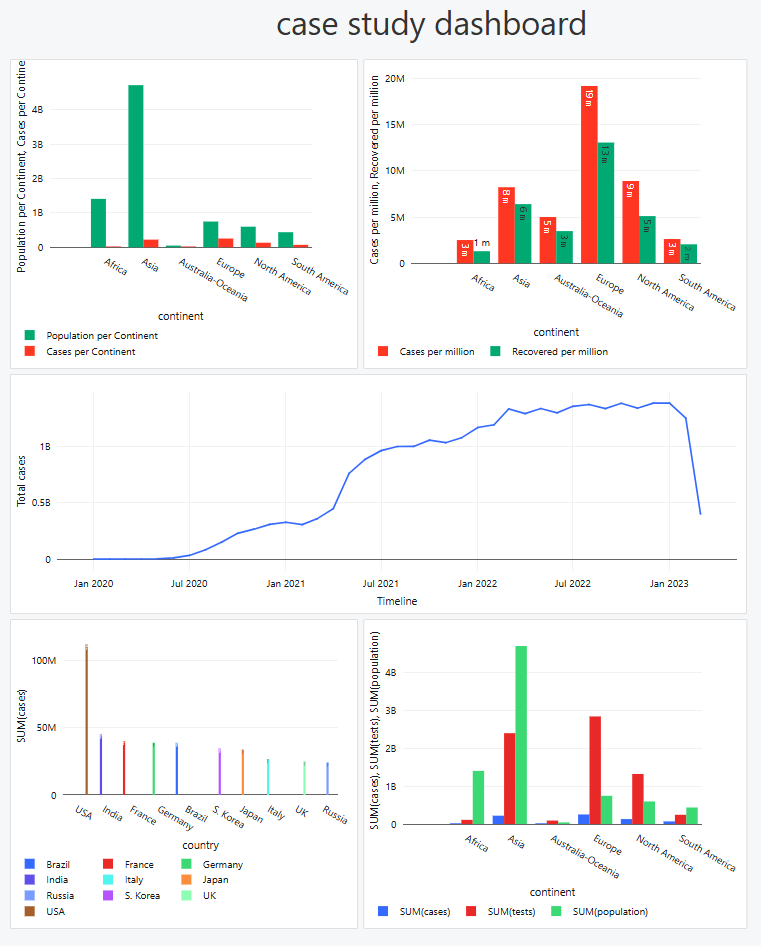 case study dashboard
Population per Continent, Cases per Contine
4B
3B
2B
1B
0
Africa
Asia
Australia-Oceania
Europe
North America
South America
continent
Population per Continent
Cases per Continent
Cases per million, Recovered per million
20M
15M
10M
5M
0
3 m
1 m
8 m
6 m
5 m
3 m
19 m
13 m
9 m
5 m
3 m
2 m
Africa
Asia
Australia-Oceania
Europe
North America
South America
continent
Cases per million
Recovered per million
Total cases
1B
0.5B
0
Jan 2020
Jul 2020
Jan 2021
Jul 2021
Jan 2022
Jul 2022
Jan 2023
Timeline
SUM(cases)
100M
50M
0
USA
India
France
Germany
Brazil
S. Korea
Japan
Italy
UK
Russia
country
Brazil France Germany
India Italy Japan
Russia S. Korea UK
USA
SUM(cases), SUM(tests), SUM(population)
4B
3B
2B
1B
0
Africa
Asia
Australia-Oceania
Europe
North America
South America
continent
SUM(cases) SUM(tests) SUM(population)